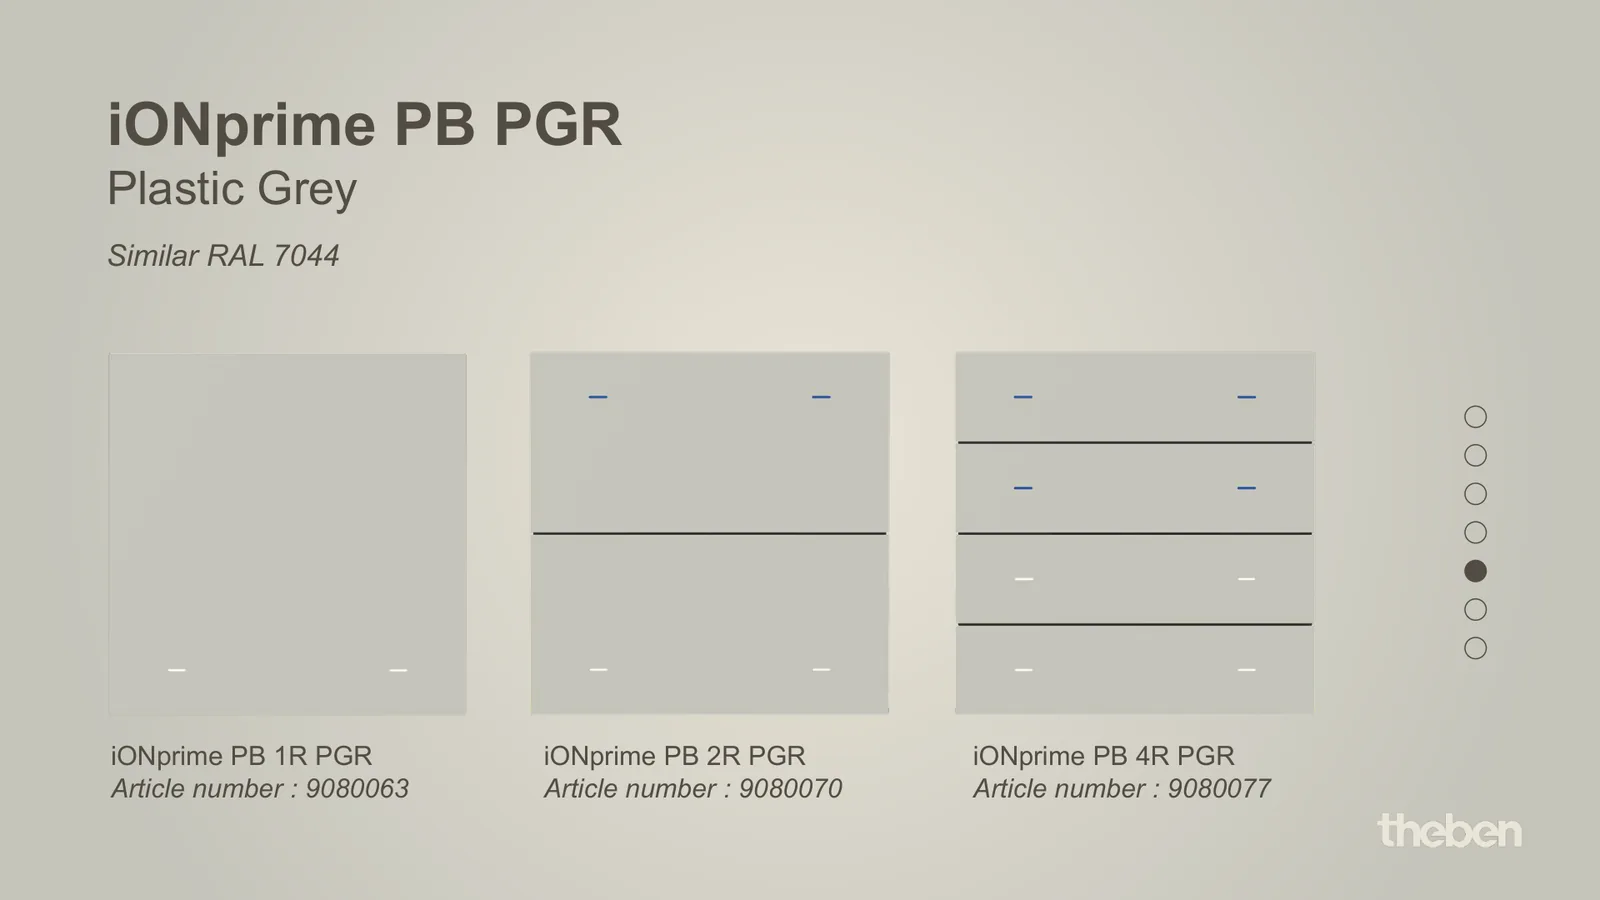 iONprime PB PGR
Plastic Grey
Similar RAL 7044
iONprime PB 1R PGR
Article number : 9080063
iONprime PB 2R PGR
Article number : 9080070
iONprime PB 4R PGR
Article number : 9080077
theben